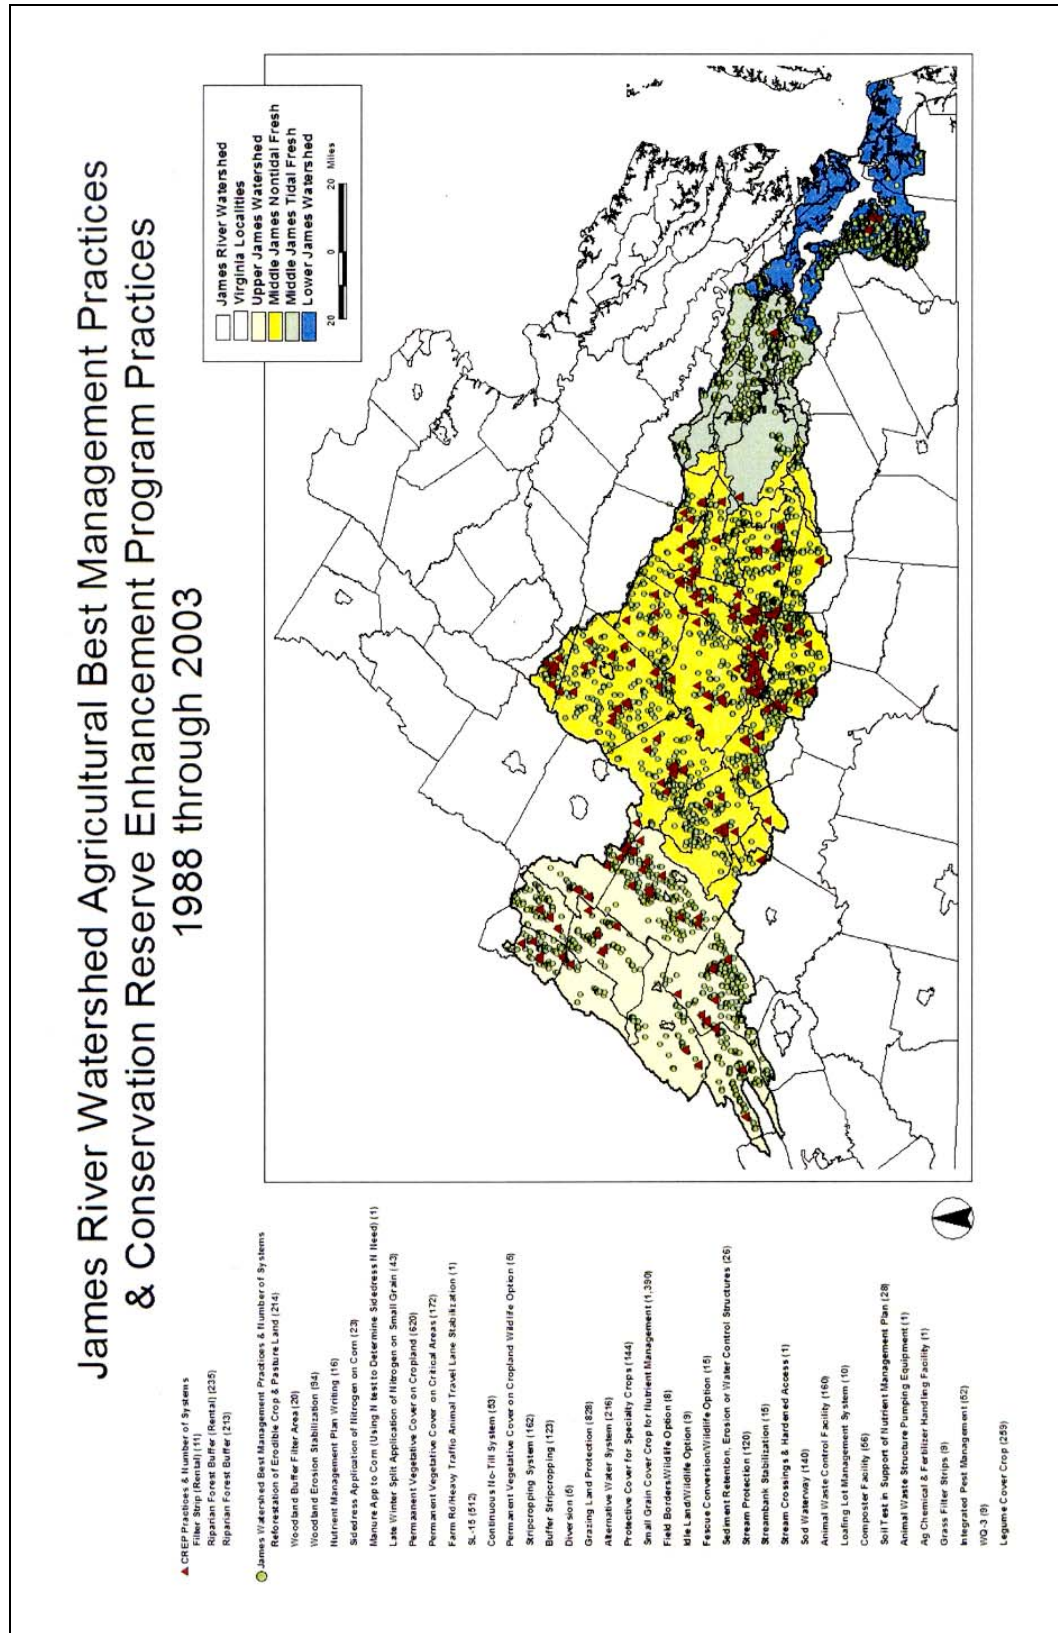 James River Watershed Agricultural Best Management Practices
& Conservation Reserve Enhancement Program Practices
1988 through 2003
James River Watershed
Virginia Localities
Upper James Watershed
Middle James Nontidal Fresh
Middle James Tidal Fresh
Lower James Watershed
20 0 20 Miles
CREP Practices & Number of Systems
Filter Strip (Rental) (11)
Riparian Forest Buffer (Rental) (235)
Riparian Forest Buffer (213)
James Watershed Best Management Practices & Number of Systems
Reforestation of Erodible Crop & Pasture Land (214)
Woodland Buffer Filter Area (20)
Woodland Erosion Stabilization (94)
Nutrient Management Plan Writing (16)
Sidedress Application of Nitrogen on Corn (23)
Manure App to Corn (Using N test to Determine Sidedress N Need) (1)
Late Winter Split Application of Nitrogen on Small Grain (43)
Permanent Vegetative Cover on Cropland (620)
Permanent Vegetative Cover on Critical Areas (172)
Farm Rd/Heavy Traffic Animal Travel Lane Stabilization (1)
SL-15 (512)
Continuous No-Till System (53)
Permanent Vegetative Cover on Cropland Wildlife Option (5)
Stripcropping System (162)
Buffer Stripcropping (123)
Diversion (5)
Grazing Land Protection (828)
Alternative Water System (216)
Protective Cover for Specialty Crops (144)
Small Grain Cover Crop for Nutrient Management (1,390)
Field Borders/Wildlife Option (8)
Idle Land/Wildlife Option (9)
Fescue Conversion/Wildlife Option (15)
Sediment Retention, Erosion or Water Control Structures (26)
Stream Protection (120)
Streambank Stabilization (15)
Stream Crossings & Hardened Access (1)
Sod Waterway (140)
Animal Waste Control Facility (160)
Loafing Lot Management System (10)
Composter Facility (56)
Soil Test in Support of Nutrient Management Plan (28)
Animal Waste Structure Pumping Equipment (1)
Ag Chemical & Fertilizer Handling Facility (1)
Grass Filter Strips (9)
Integrated Pest Management (52)
WQ-3 (9)
Legume Cover Crop (259)